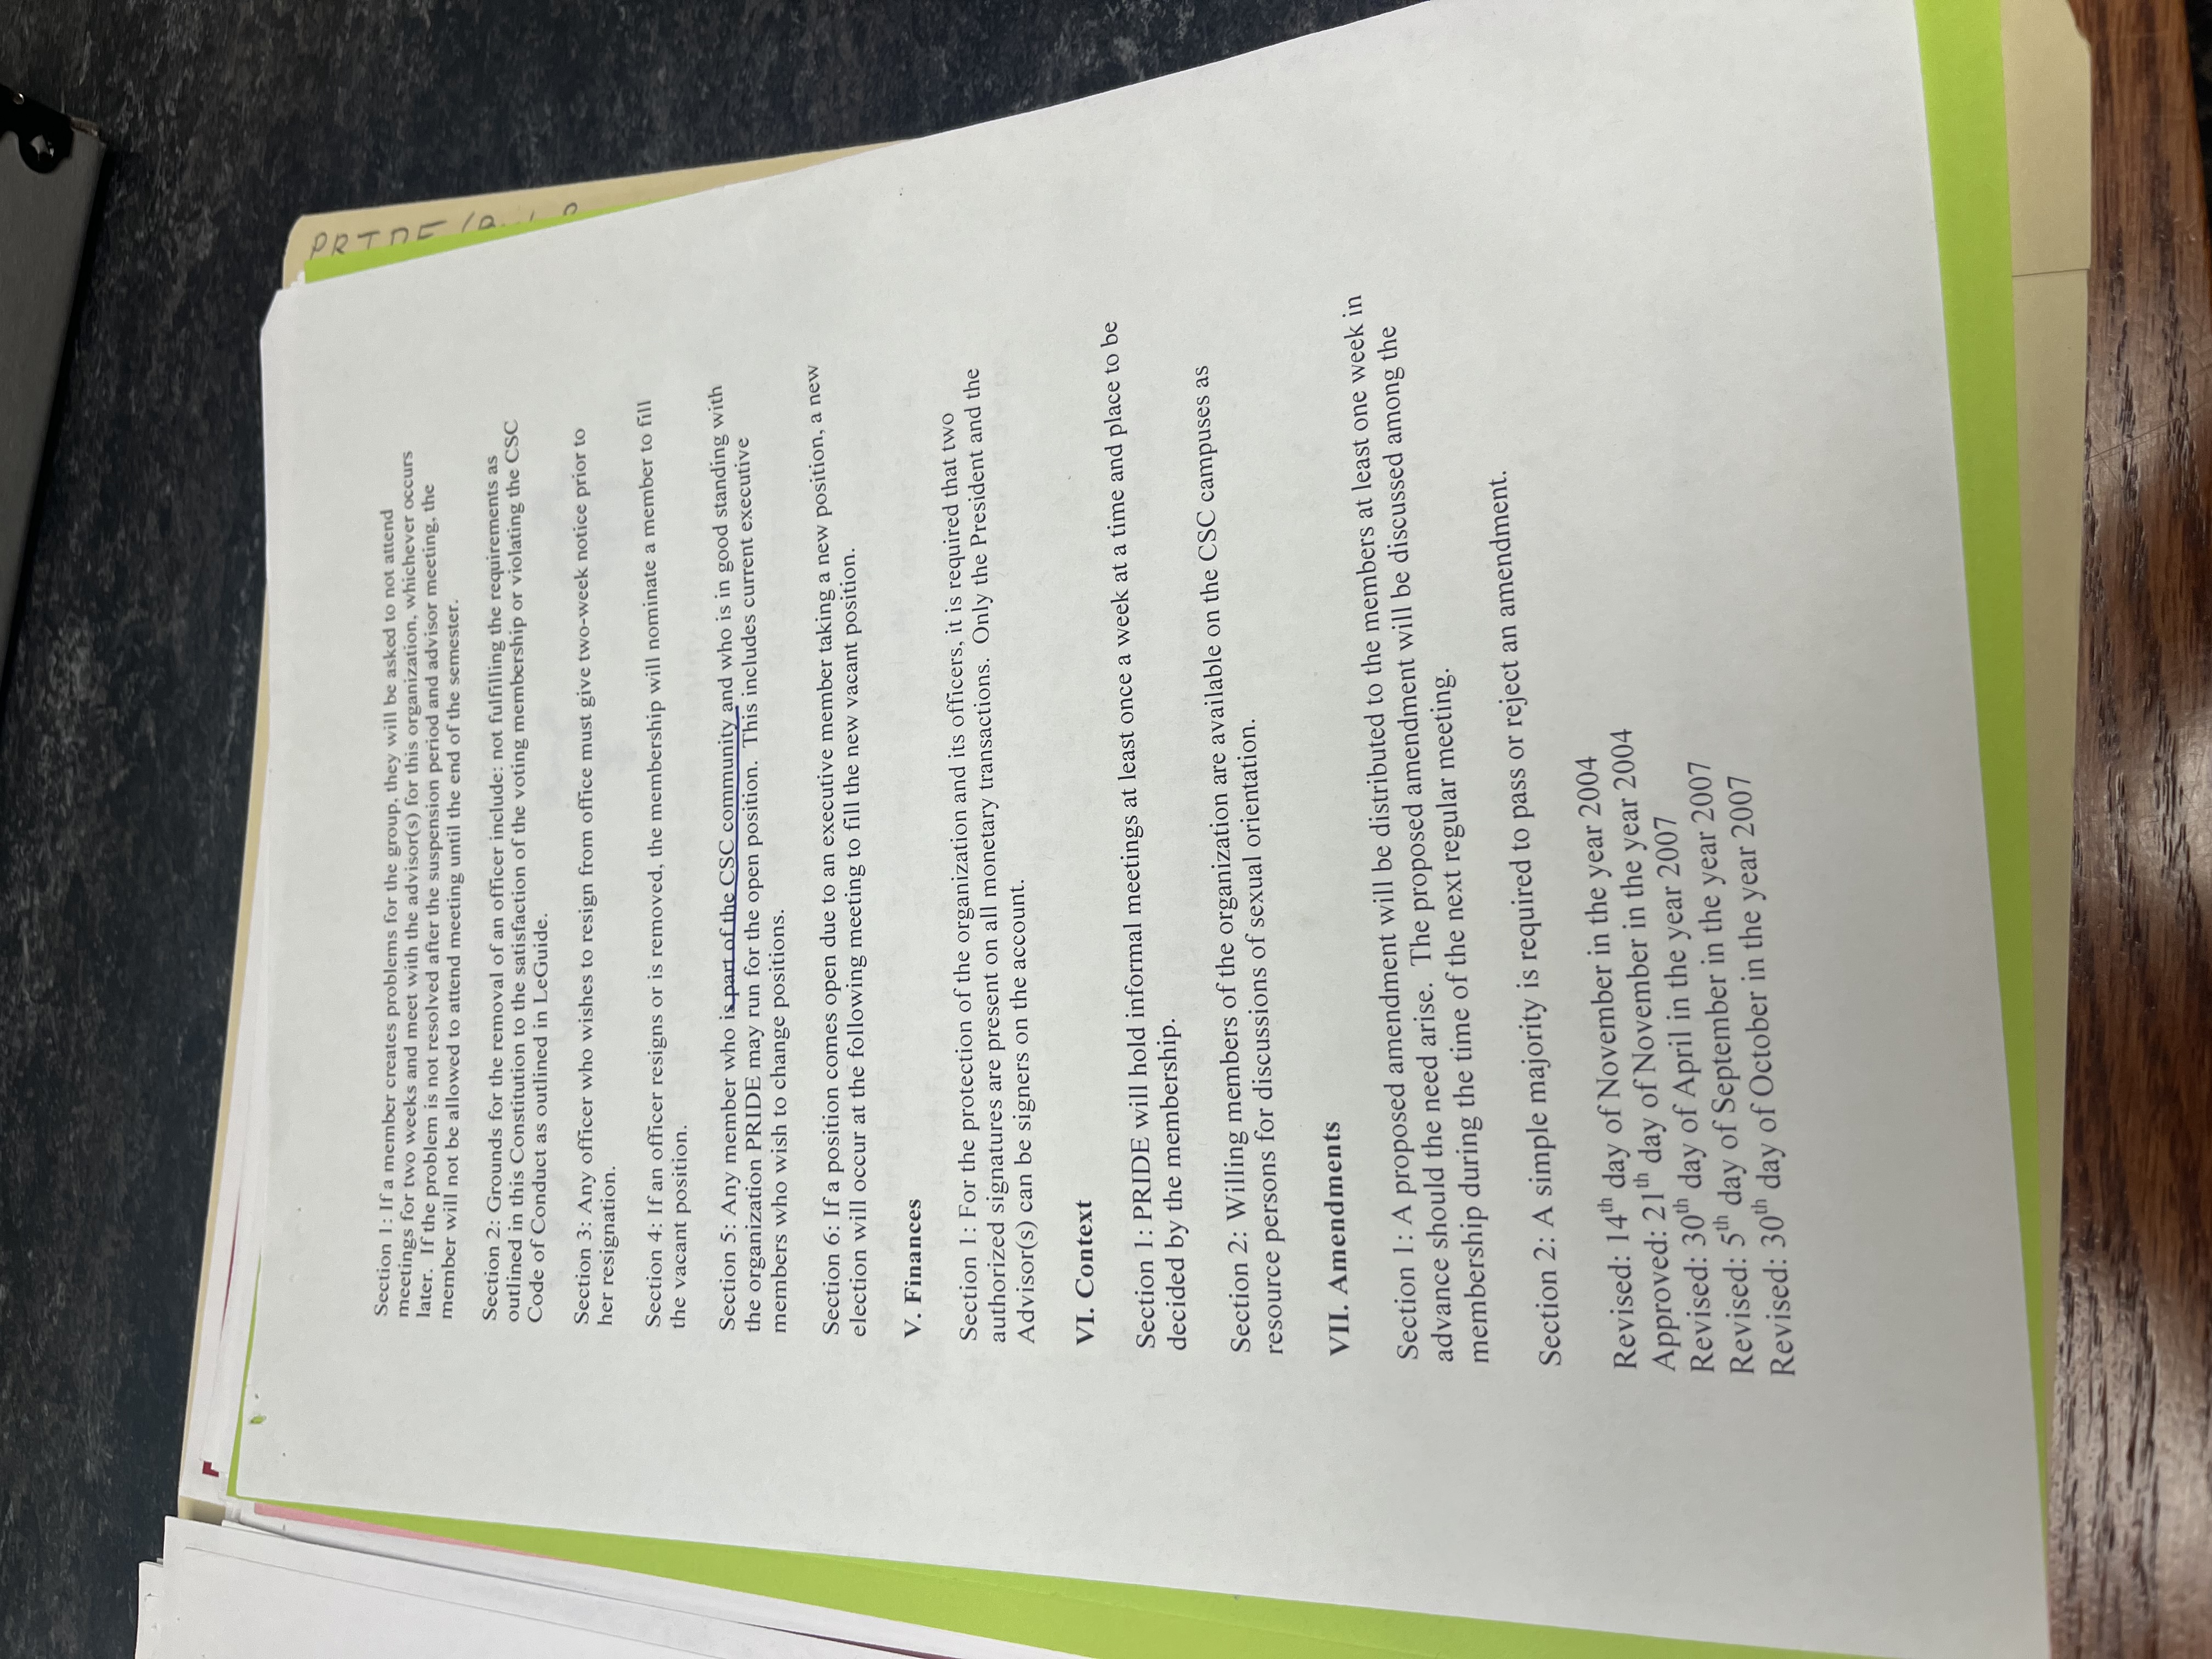 Section 1: If a member creates problems for the group, they will be asked to not attend
meetings for two weeks and meet with the advisor(s) for this organization, whichever occurs
later. If the problem is not resolved after the suspension period and advisor meeting, the
member will not be allowed to attend meeting until the end of the semester.
Section 2: Grounds for the removal of an officer include: not fulfilling the requirements as
outlined in this Constitution to the satisfaction of the voting membership or violating the CSC
Code of Conduct as outlined in LeGuide.
Section 3: Any officer who wishes to resign from office must give two-week notice prior to
her resignation.
Section 4: If an officer resigns or is removed, the membership will nominate a member to fill
the vacant position.
Section 5: Any member who is part of the CSC community and who is in good standing with
the organization PRIDE may run for the open position. This includes current executive
members who wish to change positions.
Section 6: If a position comes open due to an executive member taking a new position, a new
election will occur at the following meeting to fill the new vacant position.
V. Finances
Section 1: For the protection of the organization and its officers, it is required that two
authorized signatures are present on all monetary transactions. Only the President and the
Advisor(s) can be signers on the account.
VI. Context
Section 1: PRIDE will hold informal meetings at least once a week at a time and place to be
decided by the membership.
Section 2: Willing members of the organization are available on the CSC campuses as
resource persons for discussions of sexual orientation.
VII. Amendments
Section 1: A proposed amendment will be distributed to the members at least one week in
advance should the need arise. The proposed amendment will be discussed among the
membership during the time of the next regular meeting.
Section 2: A simple majority is required to pass or reject an amendment.
Revised: 14th day of November in the year 2004
Approved: 21th day of November in the year 2004
Revised: 30th day of April in the year 2007
Revised: 5th day of September in the year 2007
Revised: 30th day of October in the year 2007
PRIDE